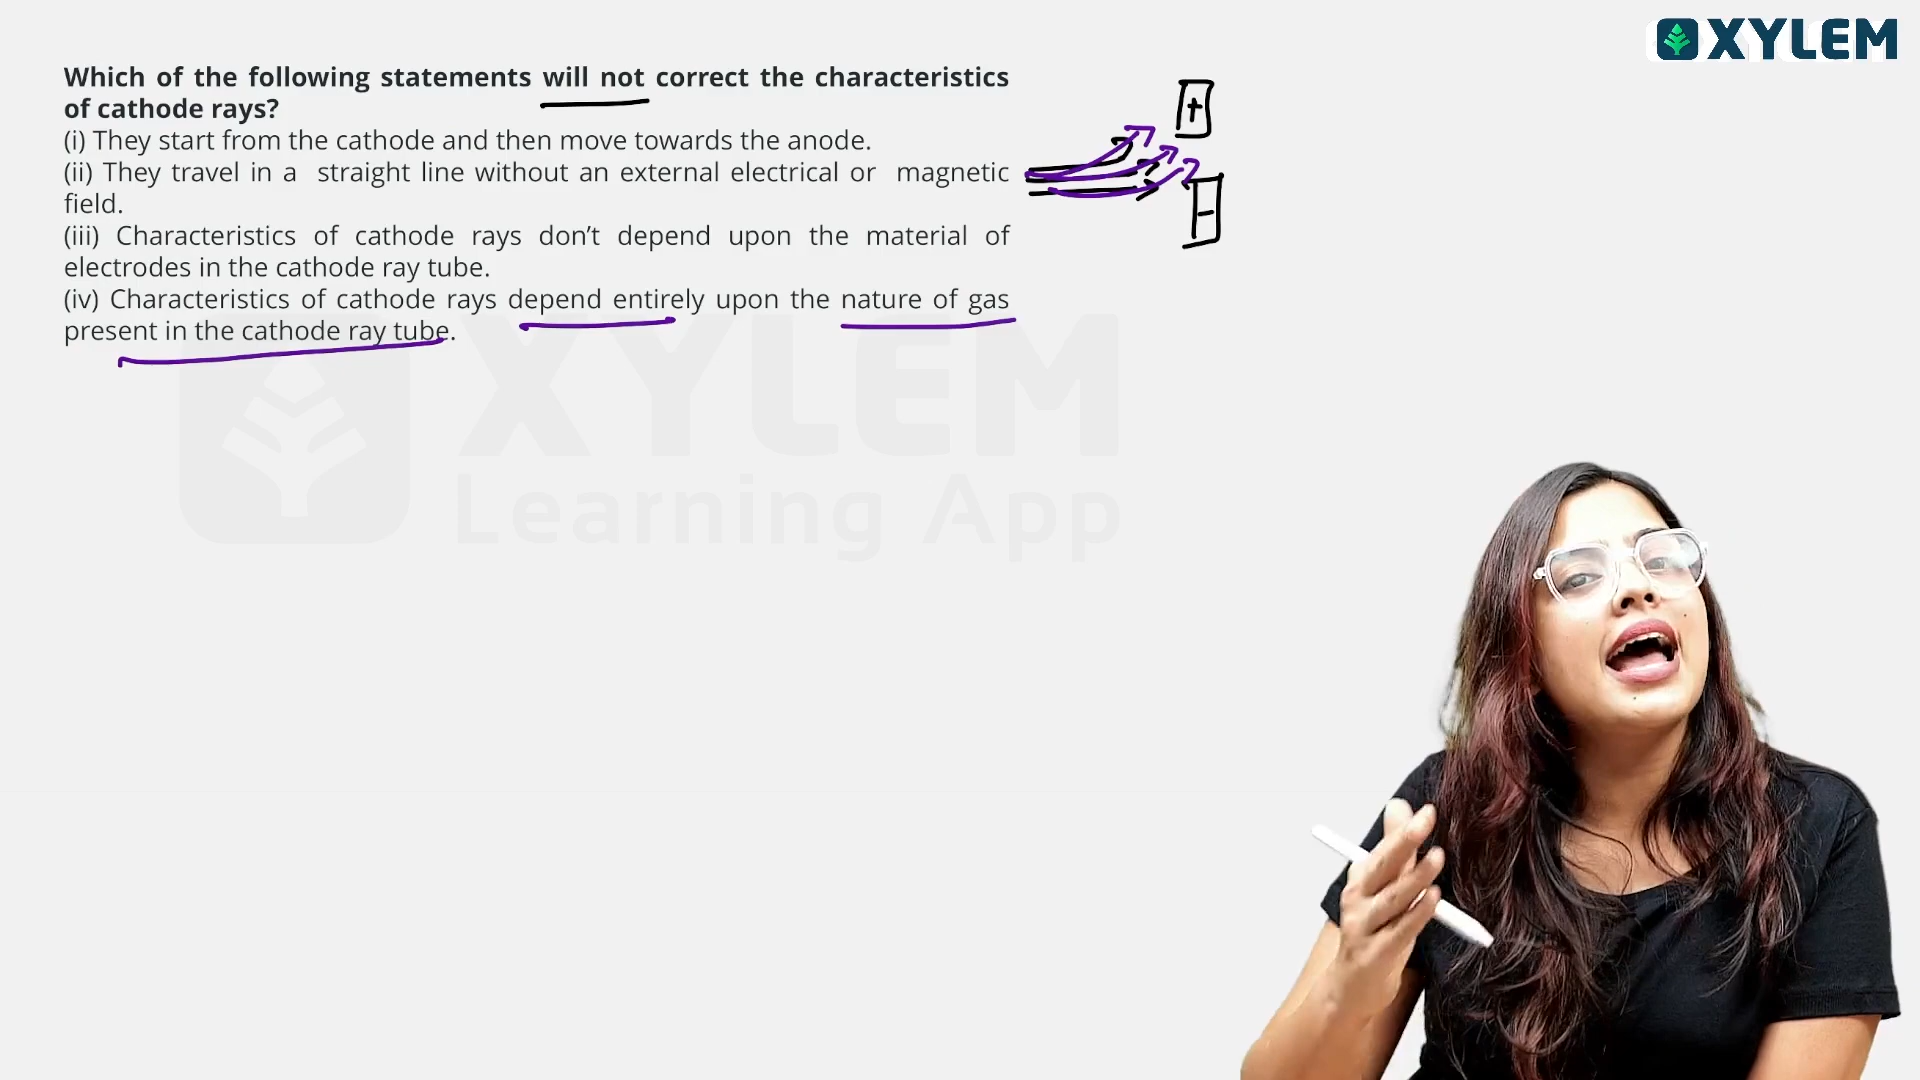 XYLEM
Which of the following statements will not correct the characteristics
of cathode rays?
(i) They start from the cathode and then move towards the anode.
(ii) They travel in a straight line without an external electrical or magnetic
field.
(iii) Characteristics of cathode rays don’t depend upon the material of
electrodes in the cathode ray tube.
(iv) Characteristics of cathode rays depend entirely upon the nature of gas
present in the cathode ray tube.
+
-
XYLEM
Learning App